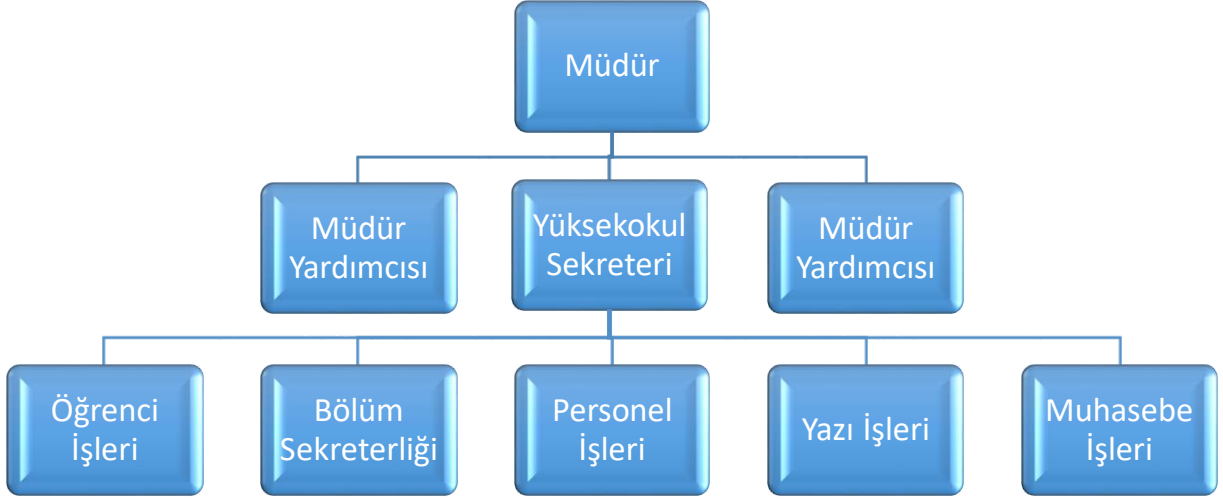 Müdür
Müdür
Yardımcısı
Yüksekokul
Sekreteri
Müdür
Yardımcısı
Öğrenci
İşleri
Bölüm
Sekreterliği
Personel
İşleri
Yazı İşleri
Muhasebe
İşleri